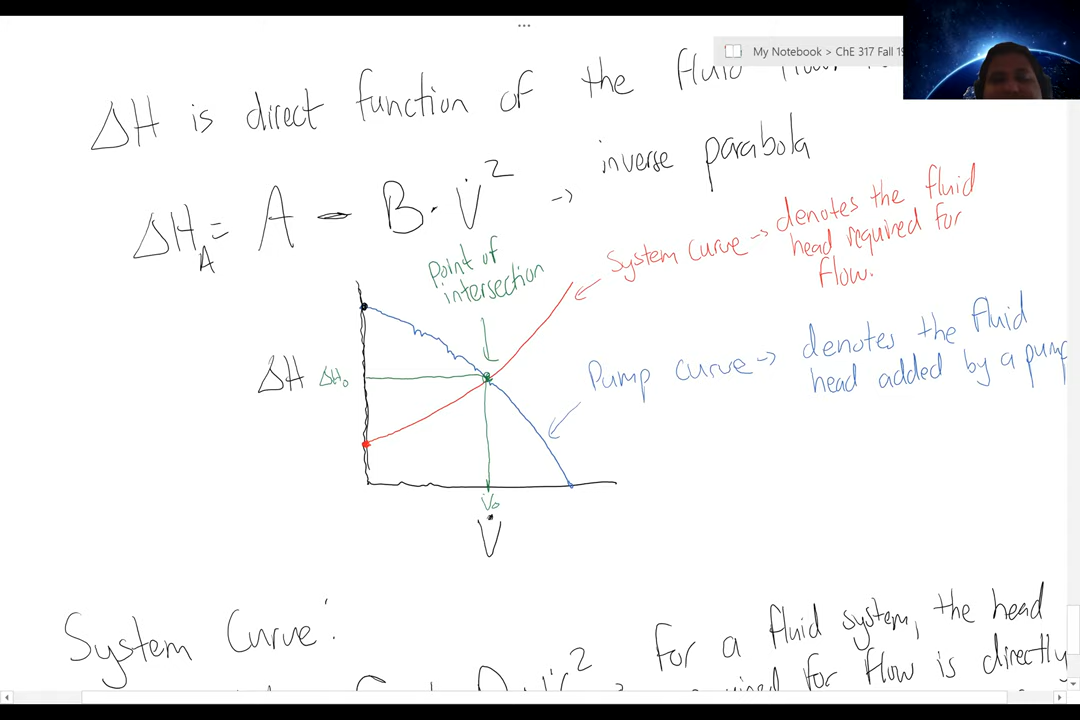 My Notebook > ChE 317 Fall 19
ΔH is direct function of the fluid
ΔH_A = A - B · V̇² → inverse parabola
Point of
intersection
System Curve → denotes the fluid
head required for
flow.
Pump Curve → denotes the fluid
head added by a pump
ΔH ΔH₀
V̇₀
V̇
System Curve:
For a fluid system, the head
for flow is directly